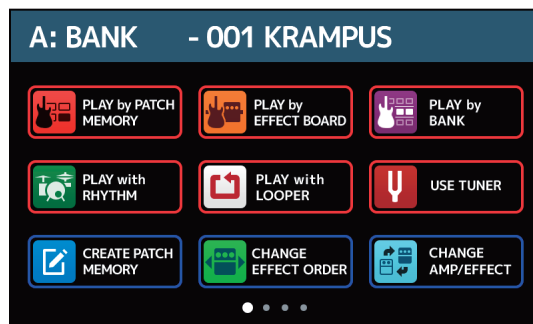 A: BANK - 001 KRAMPUS
PLAY by PATCH
MEMORY
PLAY by
EFFECT BOARD
PLAY by
BANK
PLAY with
RHYTHM
PLAY with
LOOPER
USE TUNER
CREATE PATCH
MEMORY
CHANGE
EFFECT ORDER
CHANGE
AMP/EFFECT